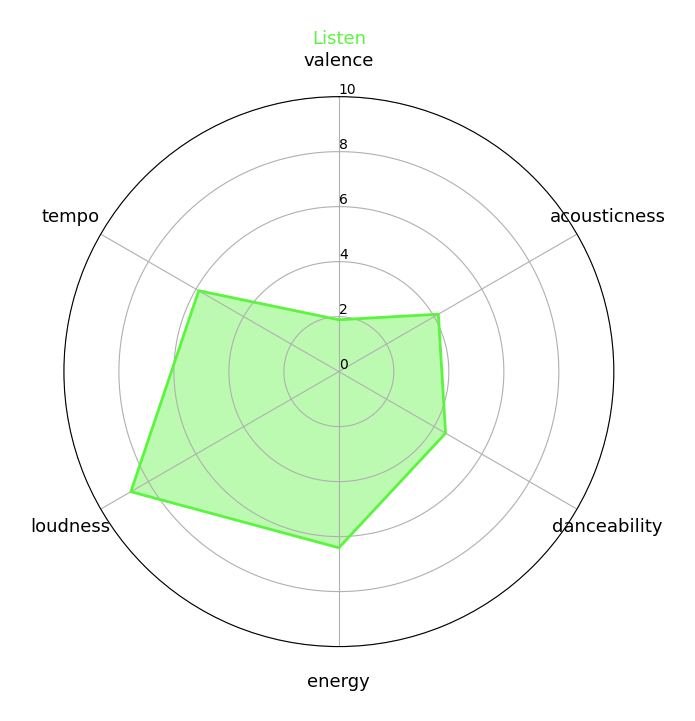 Listen
valence
10
8
6
4
2
0
tempo
acousticness
loudness
danceability
energy